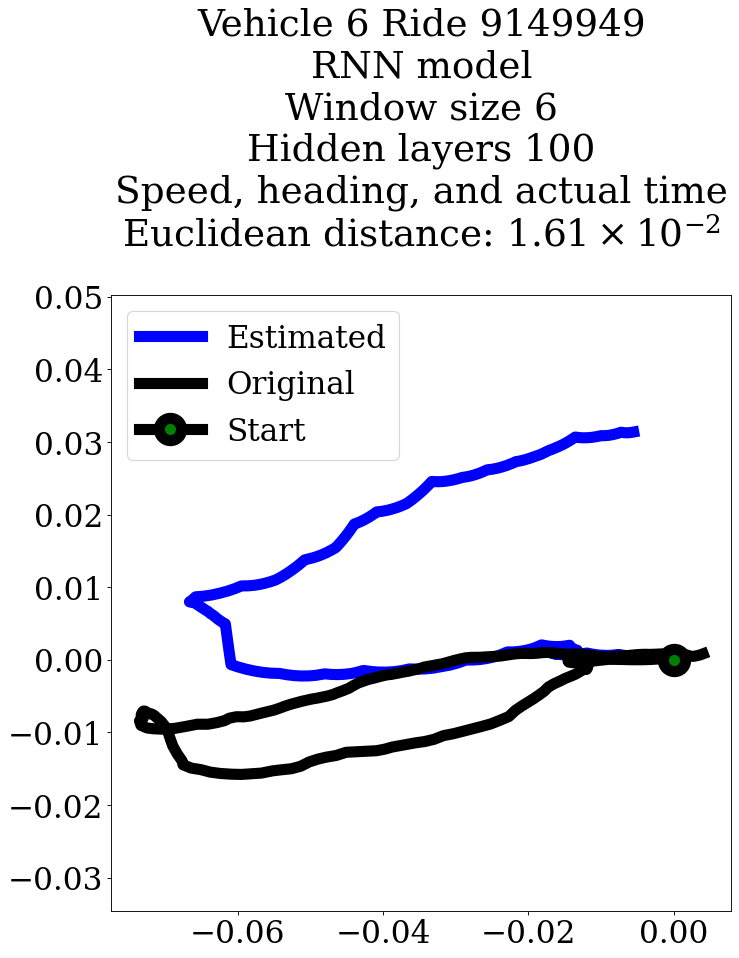 Vehicle 6 Ride 9149949
RNN model
Window size 6
Hidden layers 100
Speed, heading, and actual time
Euclidean distance: 1.61 × 10⁻²
0.05
0.04
0.03
0.02
0.01
0.00
−0.01
−0.02
−0.03
Estimated
Original
Start
−0.06
−0.04
−0.02
0.00